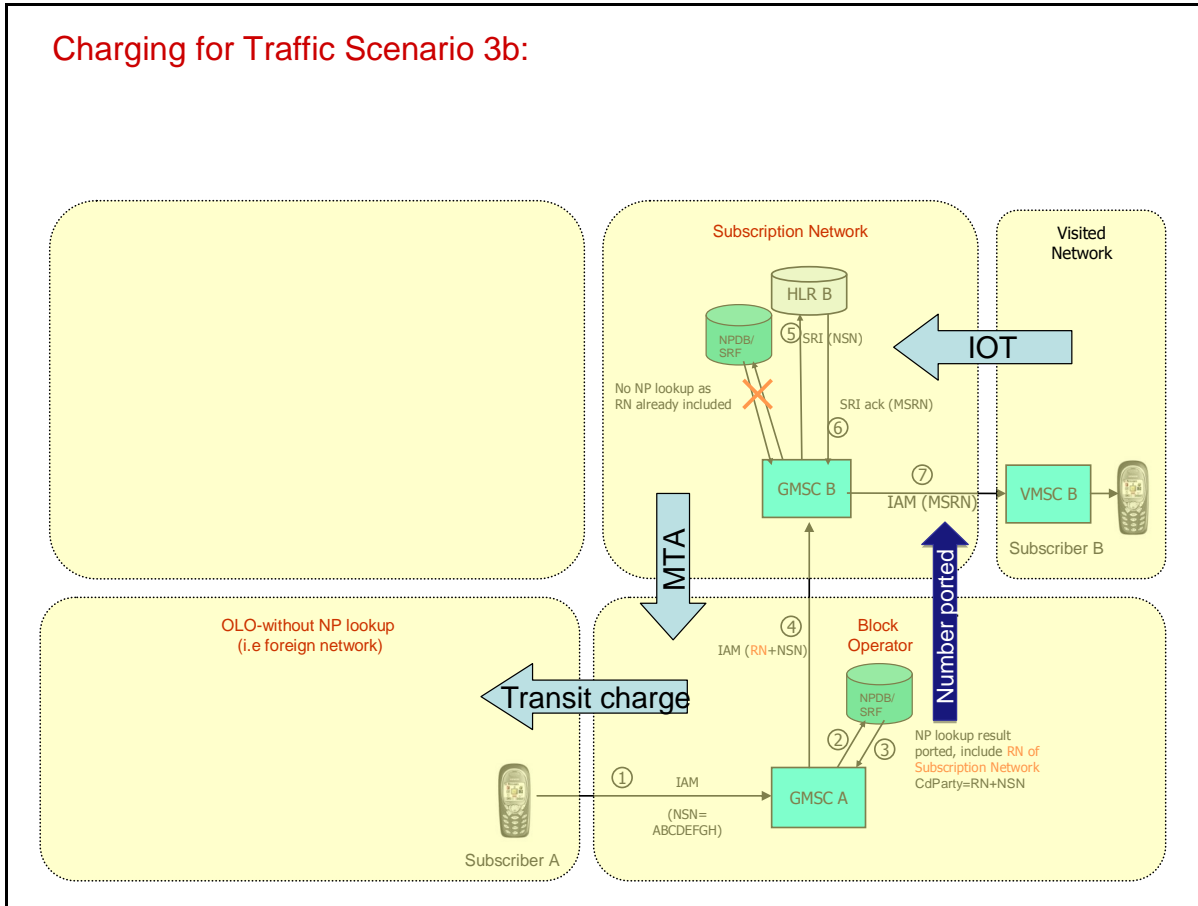 Charging for Traffic Scenario 3b:
Subscription Network
Visited
Network
HLR B
NPDB/
SRF
5
SRI (NSN)
IOT
No NP lookup as
RN already included
SRI ack (MSRN)
6
GMSC B
7
IAM (MSRN)
VMSC B
Subscriber B
MTA
Number ported
OLO-without NP lookup
(i.e foreign network)
4
IAM (RN+NSN)
Block
Operator
Transit charge
NPDB/
SRF
2
3
NP lookup result
ported, include RN of
Subscription Network
CdParty=RN+NSN
1
IAM
(NSN=
ABCDEFGH)
GMSC A
Subscriber A